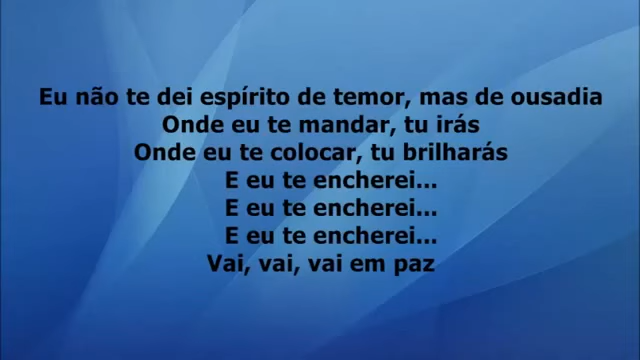 Eu não te dei espírito de temor, mas de ousadia
Onde eu te mandar, tu irás
Onde eu te colocar, tu brilharás
E eu te encherei...
E eu te encherei...
E eu te encherei...
Vai, vai, vai em paz